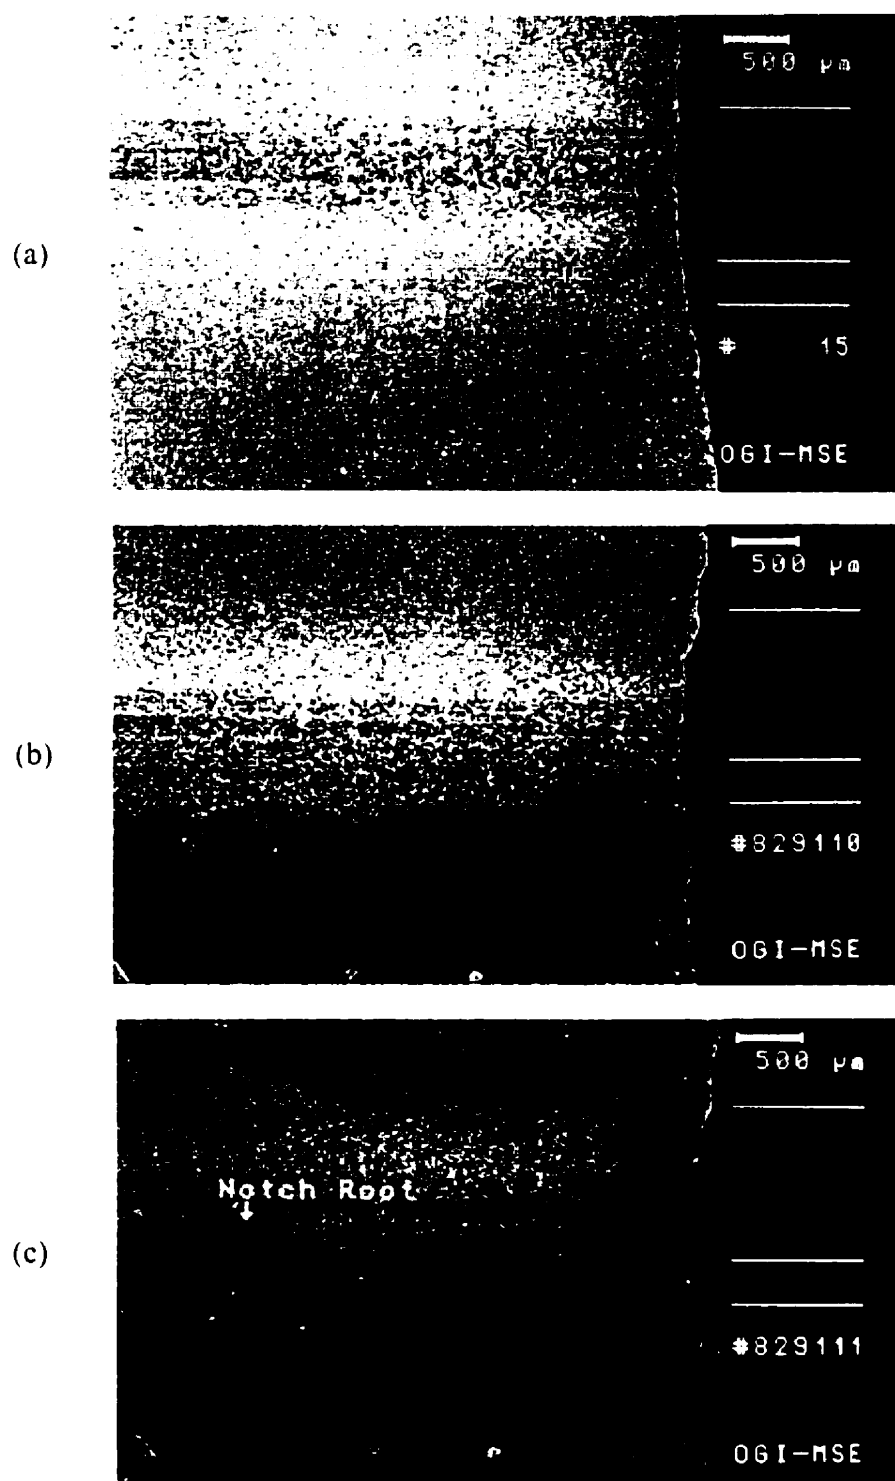 (a)
500 µm
# 15
OGI-MSE
(b)
500 µm
#829110
OGI-MSE
(c)
500 µm
Notch Root
#829111
OGI-MSE